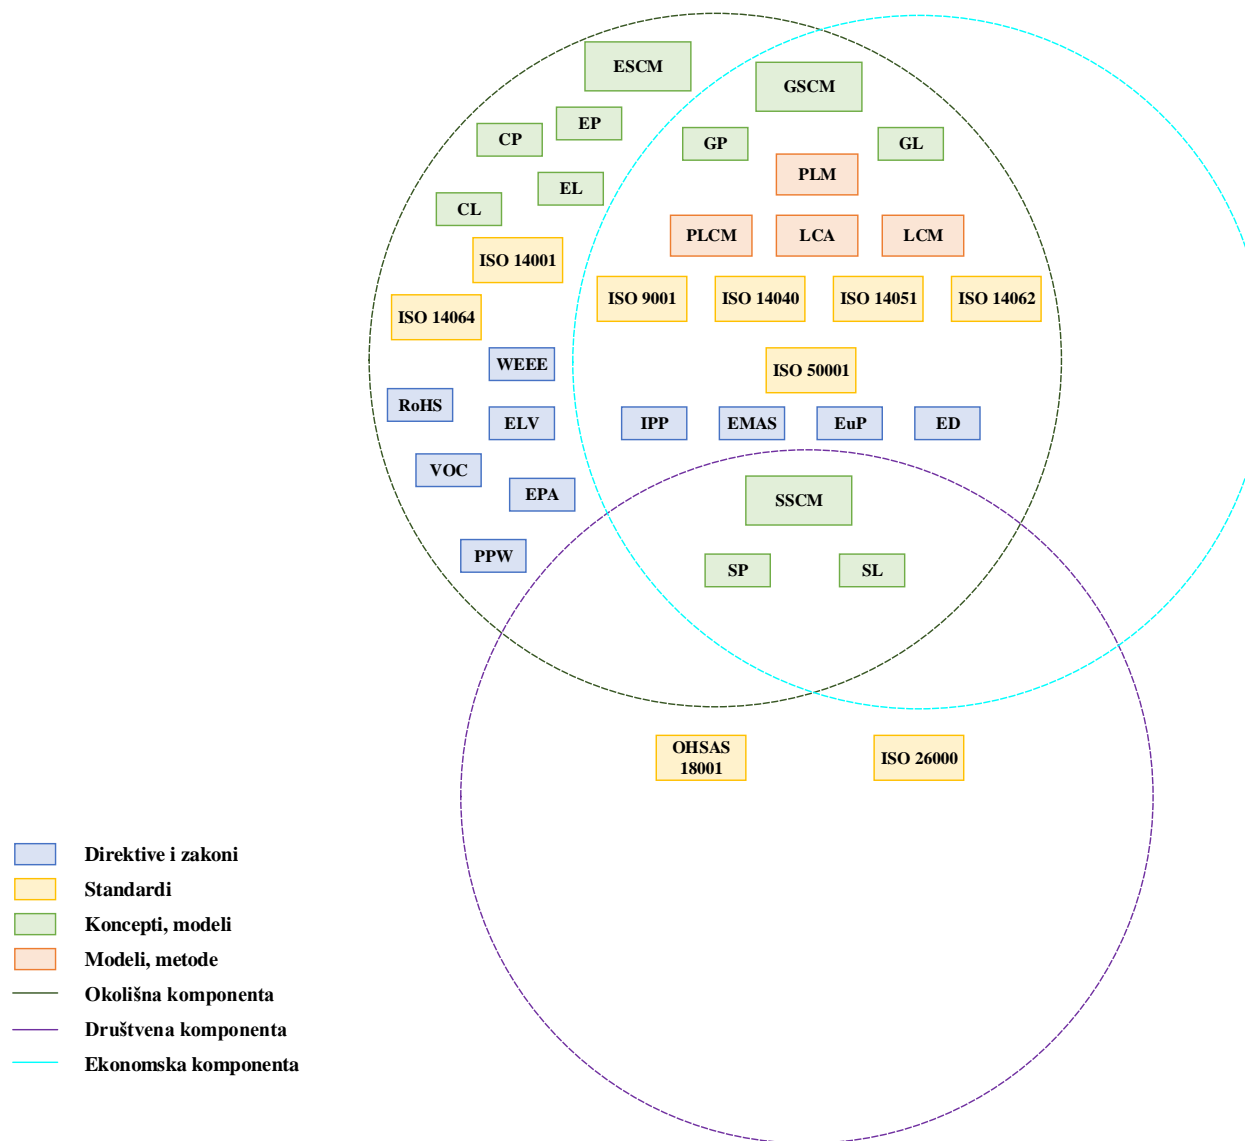 ESCM
GSCM
EP
CP
GP
GL
PLM
EL
CL
PLCM
LCA
LCM
ISO 14001
ISO 9001
ISO 14040
ISO 14051
ISO 14062
ISO 14064
WEEE
ISO 50001
RoHS
ELV
IPP
EMAS
EuP
ED
VOC
EPA
SSCM
PPW
SP
SL
OHSAS
18001
ISO 26000
Direktive i zakoni
Standardi
Koncepti, modeli
Modeli, metode
Okolišna komponenta
Društvena komponenta
Ekonomska komponenta